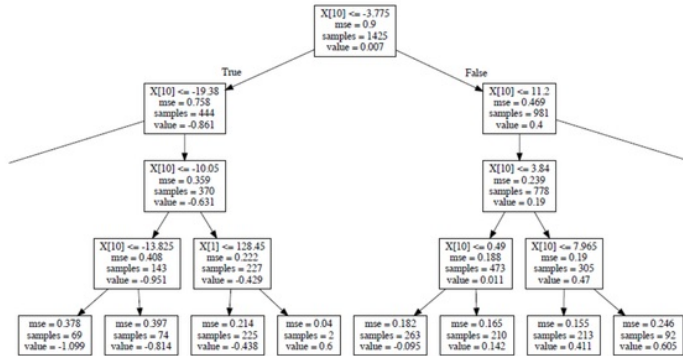 X[10] <= -3.775
mse = 0.9
samples = 1425
value = 0.007
True
False
X[10] <= -19.38
mse = 0.758
samples = 444
value = -0.861
X[10] <= 11.2
mse = 0.469
samples = 981
value = 0.4
X[10] <= -10.05
mse = 0.359
samples = 370
value = -0.631
X[10] <= 3.84
mse = 0.239
samples = 778
value = 0.19
X[10] <= -13.825
mse = 0.408
samples = 143
value = -0.951
X[1] <= 128.45
mse = 0.222
samples = 227
value = -0.429
X[10] <= 0.49
mse = 0.188
samples = 473
value = 0.011
X[10] <= 7.965
mse = 0.19
samples = 305
value = 0.47
mse = 0.378
samples = 69
value = -1.099
mse = 0.397
samples = 74
value = -0.814
mse = 0.214
samples = 225
value = -0.438
mse = 0.04
samples = 2
value = 0.6
mse = 0.182
samples = 263
value = -0.095
mse = 0.165
samples = 210
value = 0.142
mse = 0.155
samples = 213
value = 0.411
mse = 0.246
samples = 92
value = 0.605